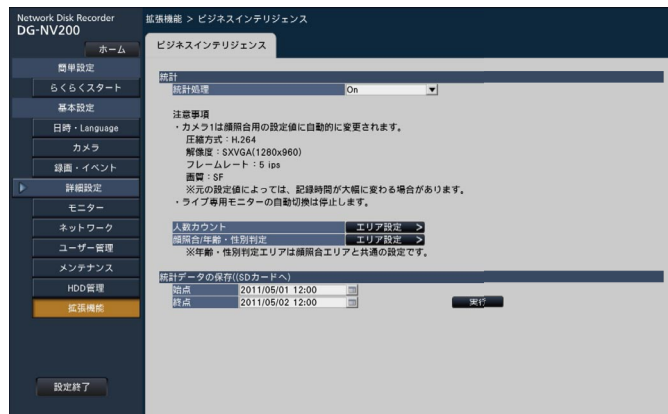 Network Disk Recorder
DG-NV200
ホーム
簡単設定
らくらくスタート
基本設定
日時・Language
カメラ
録画・イベント
詳細設定
モニター
ネットワーク
ユーザー管理
メンテナンス
HDD管理
拡張機能
設定終了
拡張機能 > ビジネスインテリジェンス
ビジネスインテリジェンス
統計
統計処理 On
注意事項
・カメラ1は顔照合用の設定値に自動的に変更されます。
圧縮方式：H.264
解像度：SXVGA(1280x960)
フレームレート：5 ips
画質：SF
※元の設定値によっては、記録時間が大幅に変わる場合があります。
・ライブ専用モニターの自動切換は停止します。
人数カウント エリア設定 >
顔照合/年齢・性別判定 エリア設定 >
※年齢・性別判定エリアは顔照合エリアと共通の設定です。
統計データの保存((SDカードへ)
始点 2011/05/01 12:00
終点 2011/05/02 12:00 実行